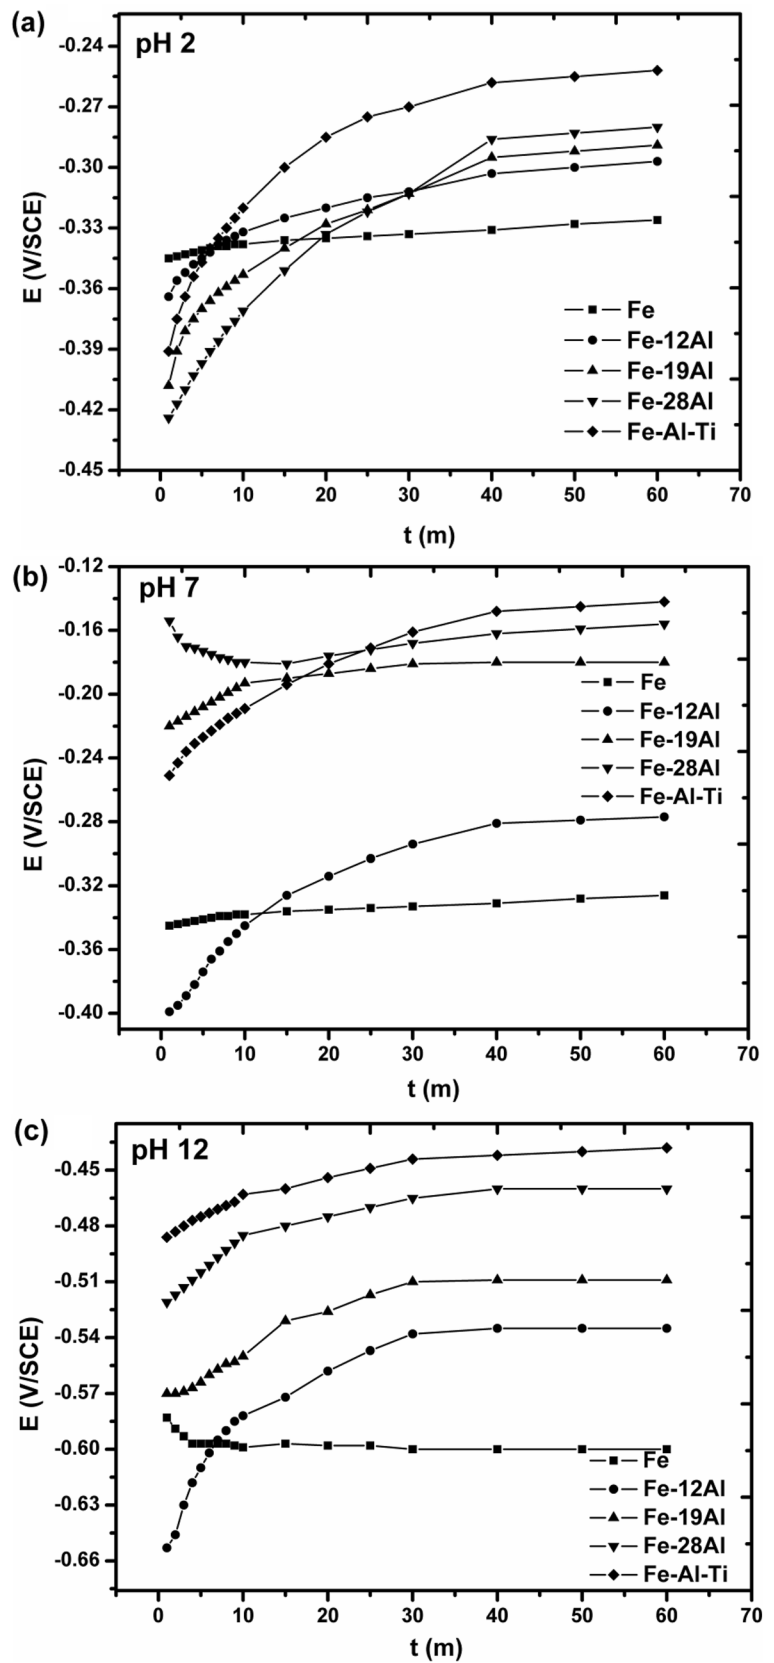 (a)
pH 2
-0.24
-0.27
-0.30
-0.33
-0.36
-0.39
-0.42
-0.45
E (V/SCE)
Fe
Fe-12Al
Fe-19Al
Fe-28Al
Fe-Al-Ti
0 10 20 30 40 50 60 70
t (m)
(b)
pH 7
-0.12
-0.16
-0.20
-0.24
-0.28
-0.32
-0.36
-0.40
E (V/SCE)
Fe
Fe-12Al
Fe-19Al
Fe-28Al
Fe-Al-Ti
0 10 20 30 40 50 60 70
t (m)
(c)
pH 12
-0.45
-0.48
-0.51
-0.54
-0.57
-0.60
-0.63
-0.66
E (V/SCE)
Fe
Fe-12Al
Fe-19Al
Fe-28Al
Fe-Al-Ti
0 10 20 30 40 50 60 70
t (m)